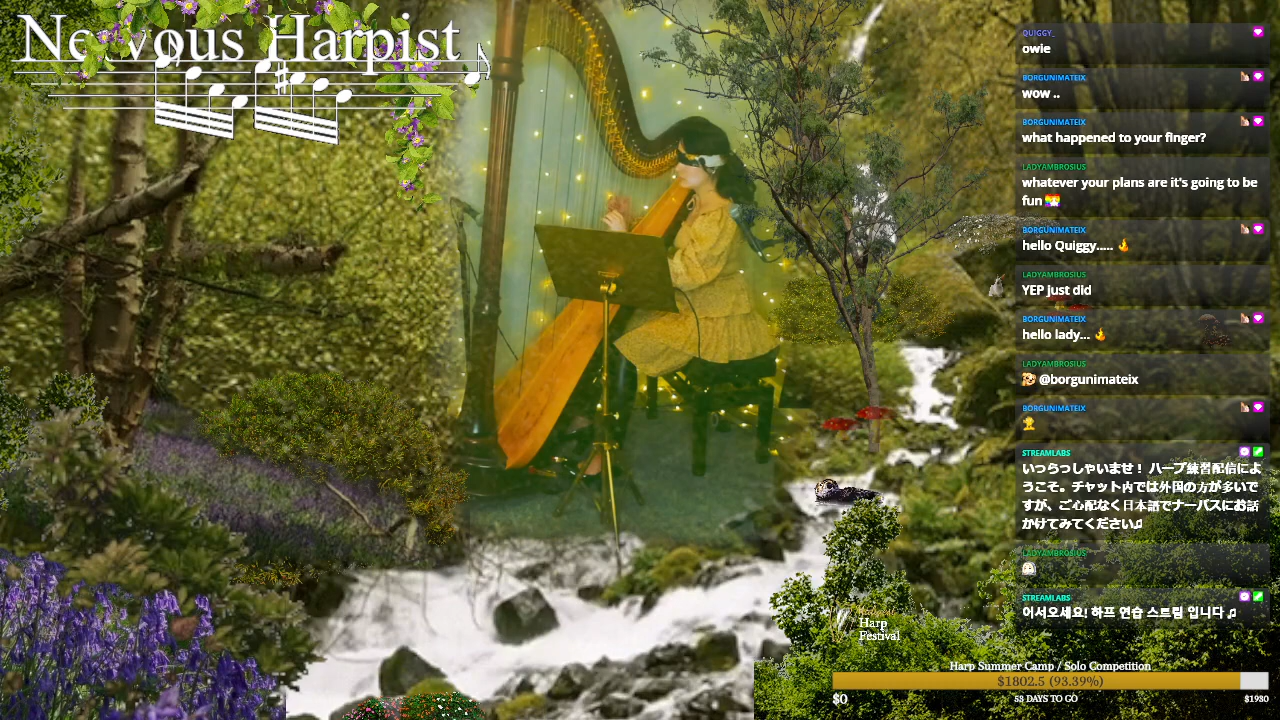 Nervous Harpist
QUIGGY_
owie
BORGUNIMATEIX
wow ..
BORGUNIMATEIX
what happened to your finger?
LADYAMBROSIUS
whatever your plans are it's going to be
fun
BORGUNIMATEIX
hello Quiggy.....
LADYAMBROSIUS
YEP just did
BORGUNIMATEIX
hello lady...
LADYAMBROSIUS
@borgunimateix
BORGUNIMATEIX
STREAMLABS
いっらっしゃいませ！ ハープ練習配信によ
うこそ。チャット内では外国の方が多いで
すが、ご心配なく日本語でナーバスにお話
かけてみてください♫
LADYAMBROSIUS
STREAMLABS
어서오세요! 하프 연습 스트림 입니다 ♫
Harp
Festival
Harp Summer Camp / Solo Competition
$1802.5 (93.39%)
$0
53 DAYS TO GO
$1930